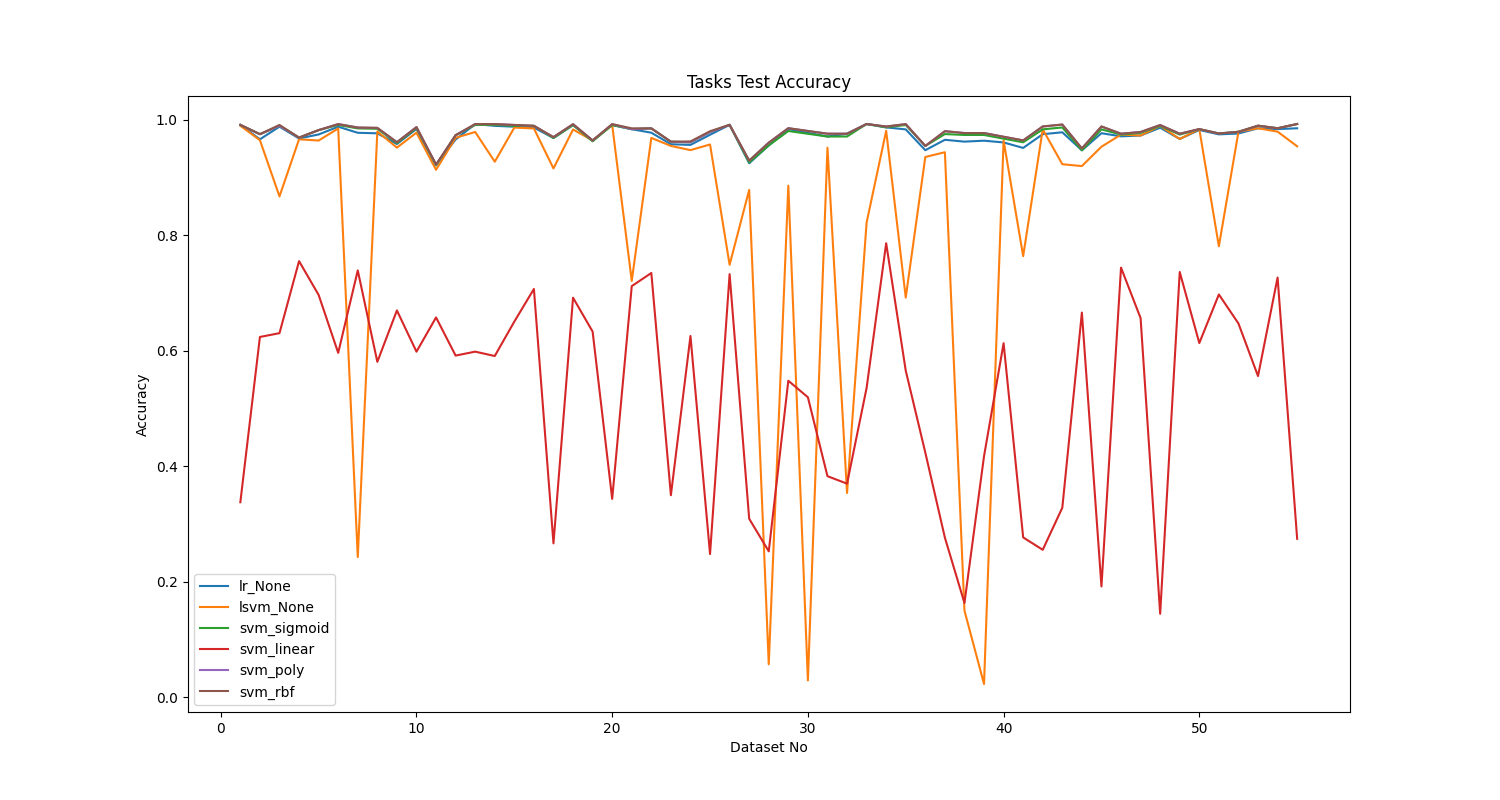 Tasks Test Accuracy
1.0
0.8
0.6
0.4
0.2
0.0
Accuracy
lr_None
lsvm_None
svm_sigmoid
svm_linear
svm_poly
svm_rbf
0 10 20 30 40 50
Dataset No